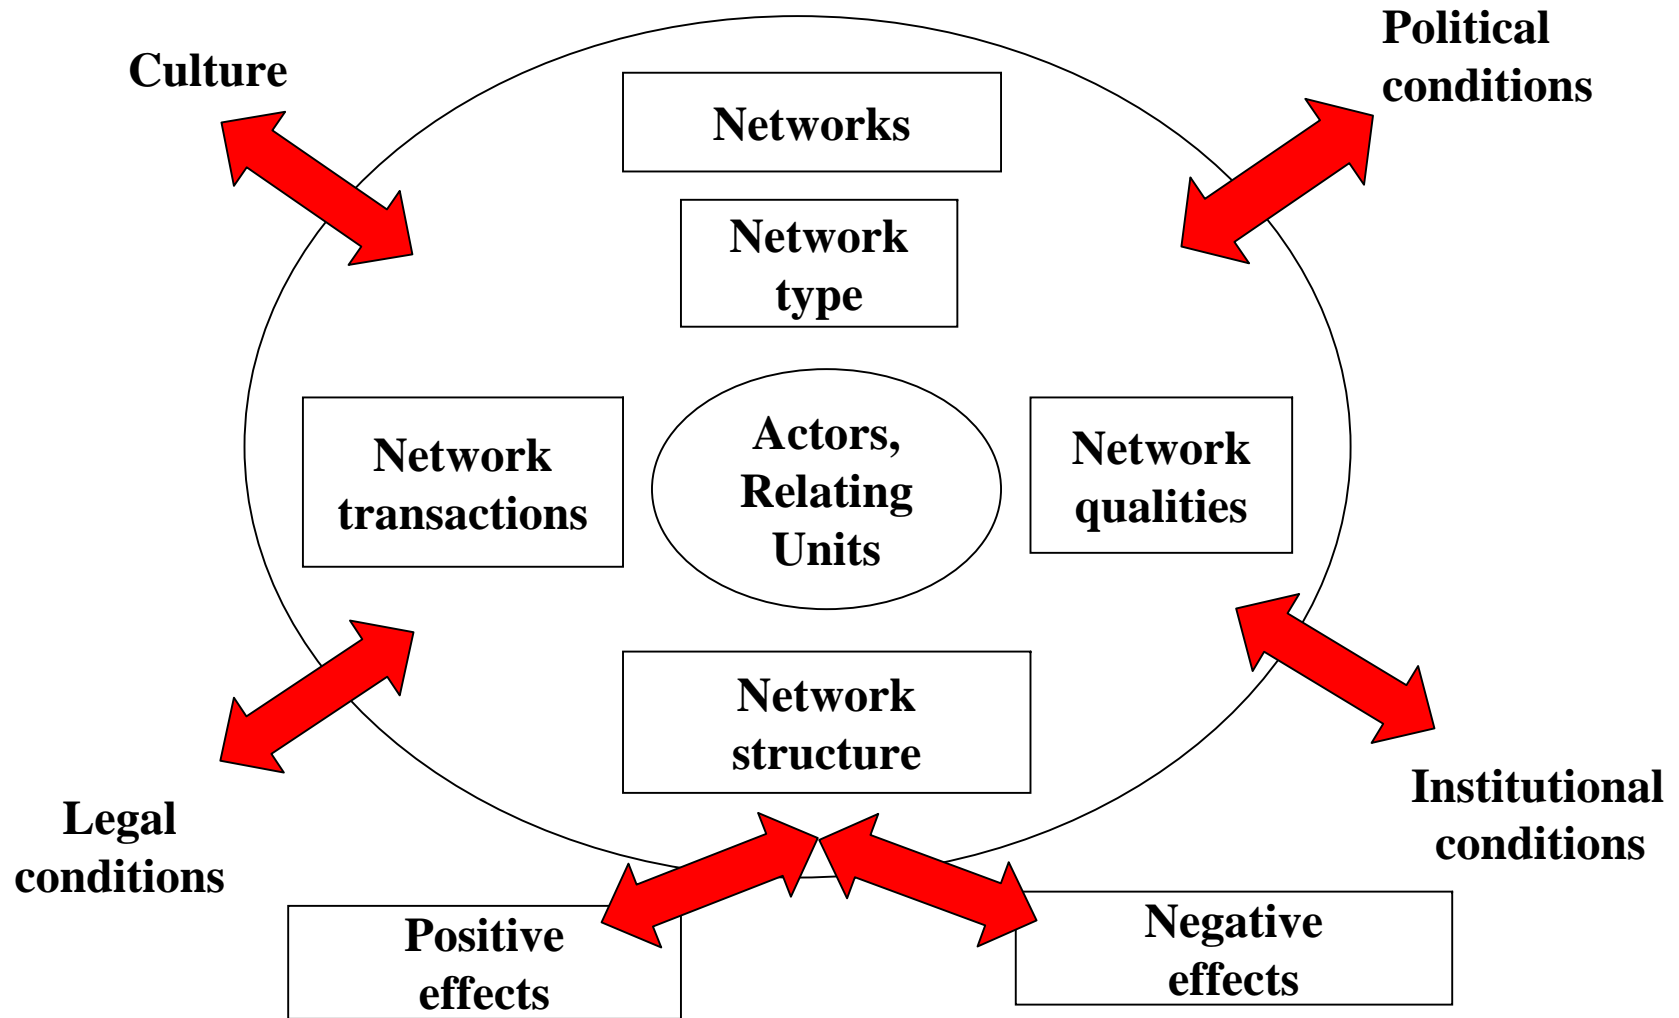 Culture
Political
conditions
Networks
Network
type
Network
transactions
Actors,
Relating
Units
Network
qualities
Network
structure
Legal
conditions
Institutional
conditions
Positive
effects
Negative
effects